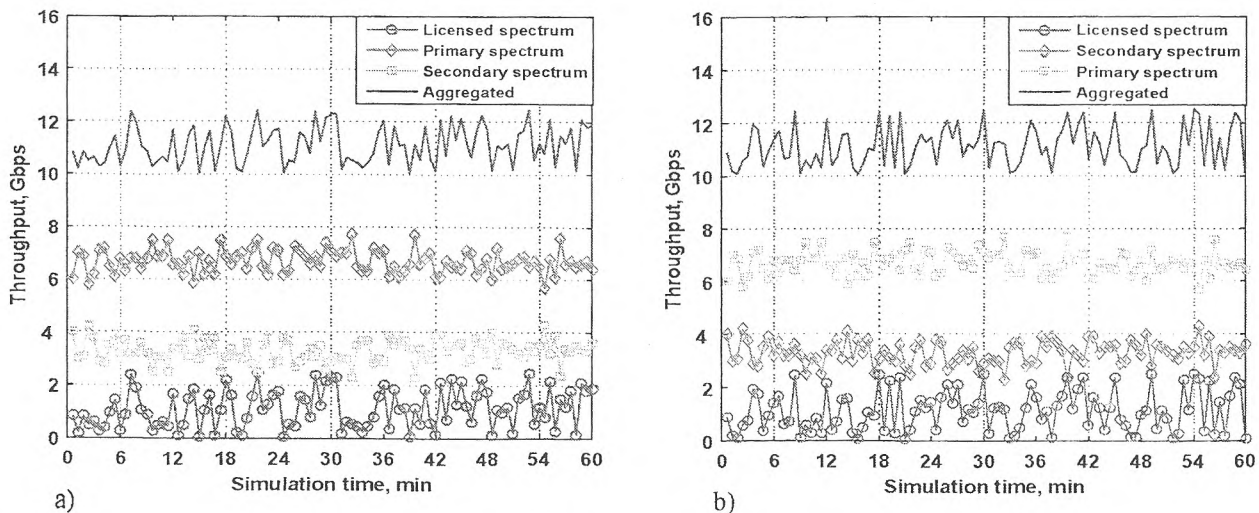 16
14
12
10
8
6
4
2
0
Throughput, Gbps
Licensed spectrum
Primary spectrum
Secondary spectrum
Aggregated
0 6 12 18 24 30 36 42 48 54 60
Simulation time, min
a)
16
14
12
10
8
6
4
2
0
Throughput, Gbps
Licensed spectrum
Secondary spectrum
Primary spectrum
Aggregated
0 6 12 18 24 30 36 42 48 54 60
Simulation time, min
b)